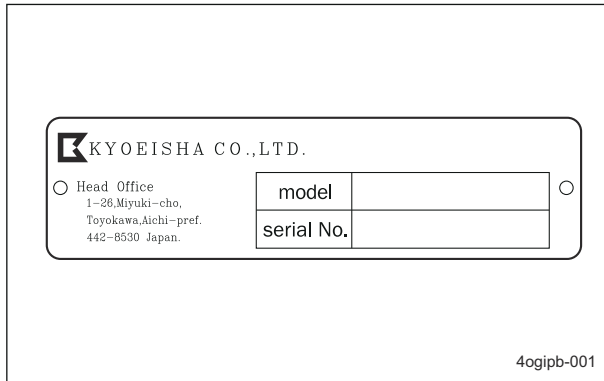 KYOEISHA CO.,LTD.
Head Office
1-26,Miyuki-cho,
Toyokawa,Aichi-pref.
442-8530 Japan.
model
serial No.
4ogipb-001